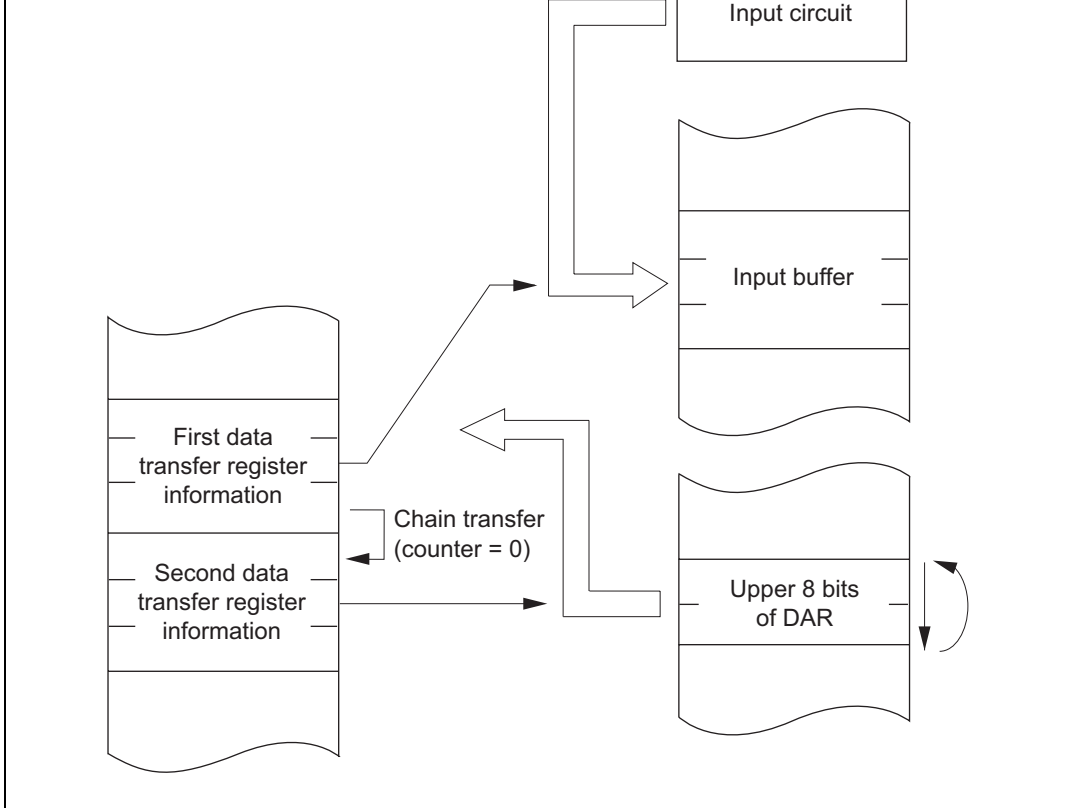 Input circuit
Input buffer
First data
transfer register
information
Chain transfer
(counter = 0)
Second data
transfer register
information
Upper 8 bits
of DAR